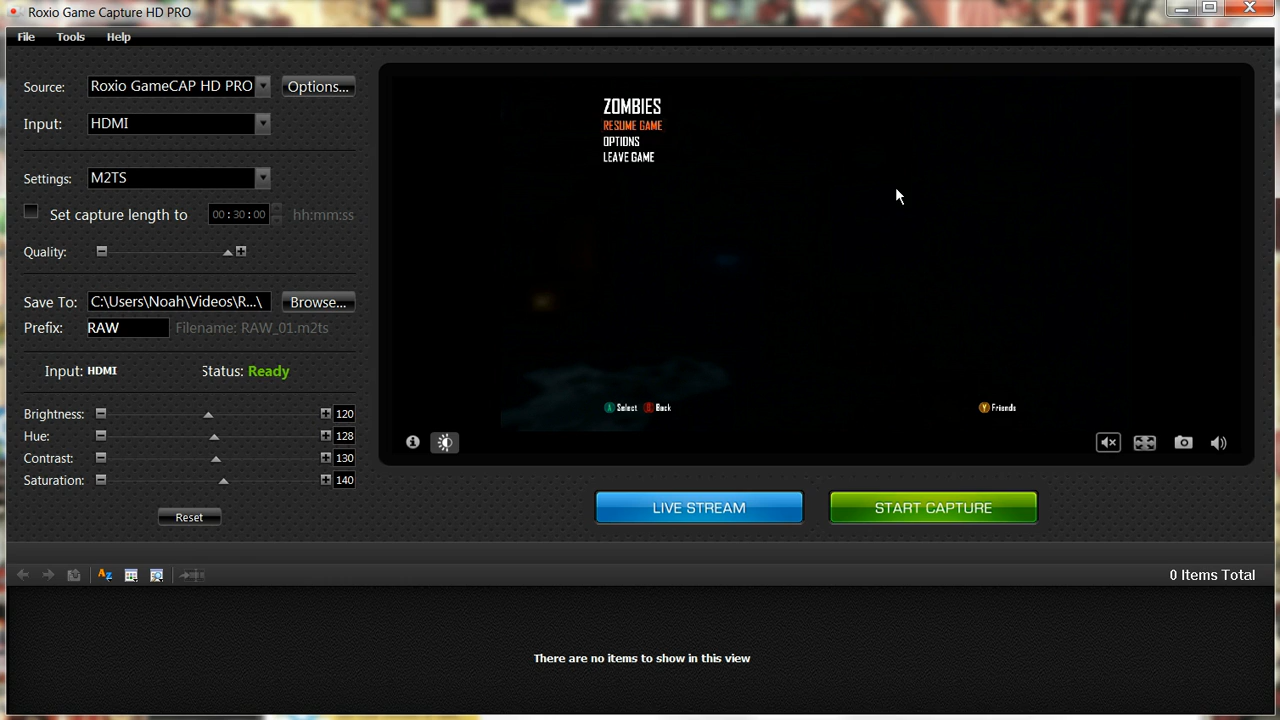 Roxio Game Capture HD PRO
File Tools Help
Source: Roxio GameCAP HD PRO Options...
Input: HDMI
Settings: M2TS
Set capture length to 00:30:00 hh:mm:ss
Quality:
Save To: C:\Users\Noah\Videos\R...\ Browse...
Prefix: RAW Filename: RAW_01.m2ts
Input: HDMI Status: Ready
Brightness: 120
Hue: 128
Contrast: 130
Saturation: 140
Reset
ZOMBIES
RESUME GAME
OPTIONS
LEAVE GAME
A Select B Back Y Friends
LIVE STREAM START CAPTURE
AZ
0 Items Total
There are no items to show in this view